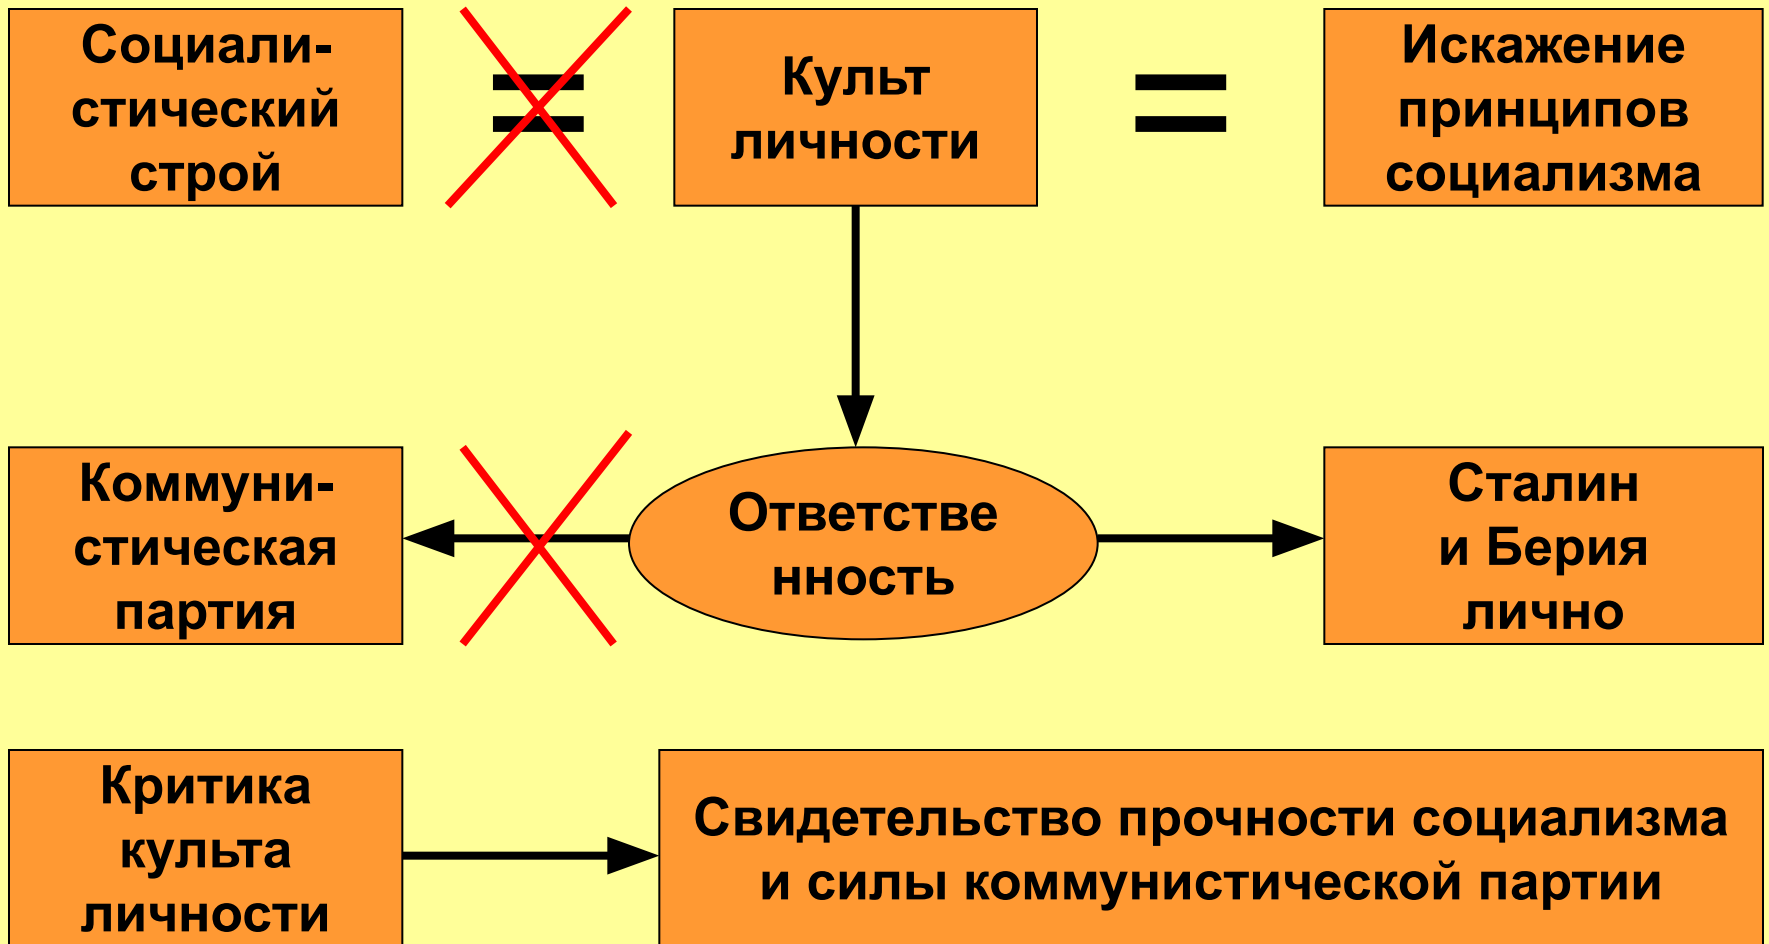 Социали-
стический
строй
=
Культ
личности
=
Искажение
принципов
социализма
Коммуни-
стическая
партия
Ответстве
нность
Сталин
и Берия
лично
Критика
культа
личности
Свидетельство прочности социализма
и силы коммунистической партии